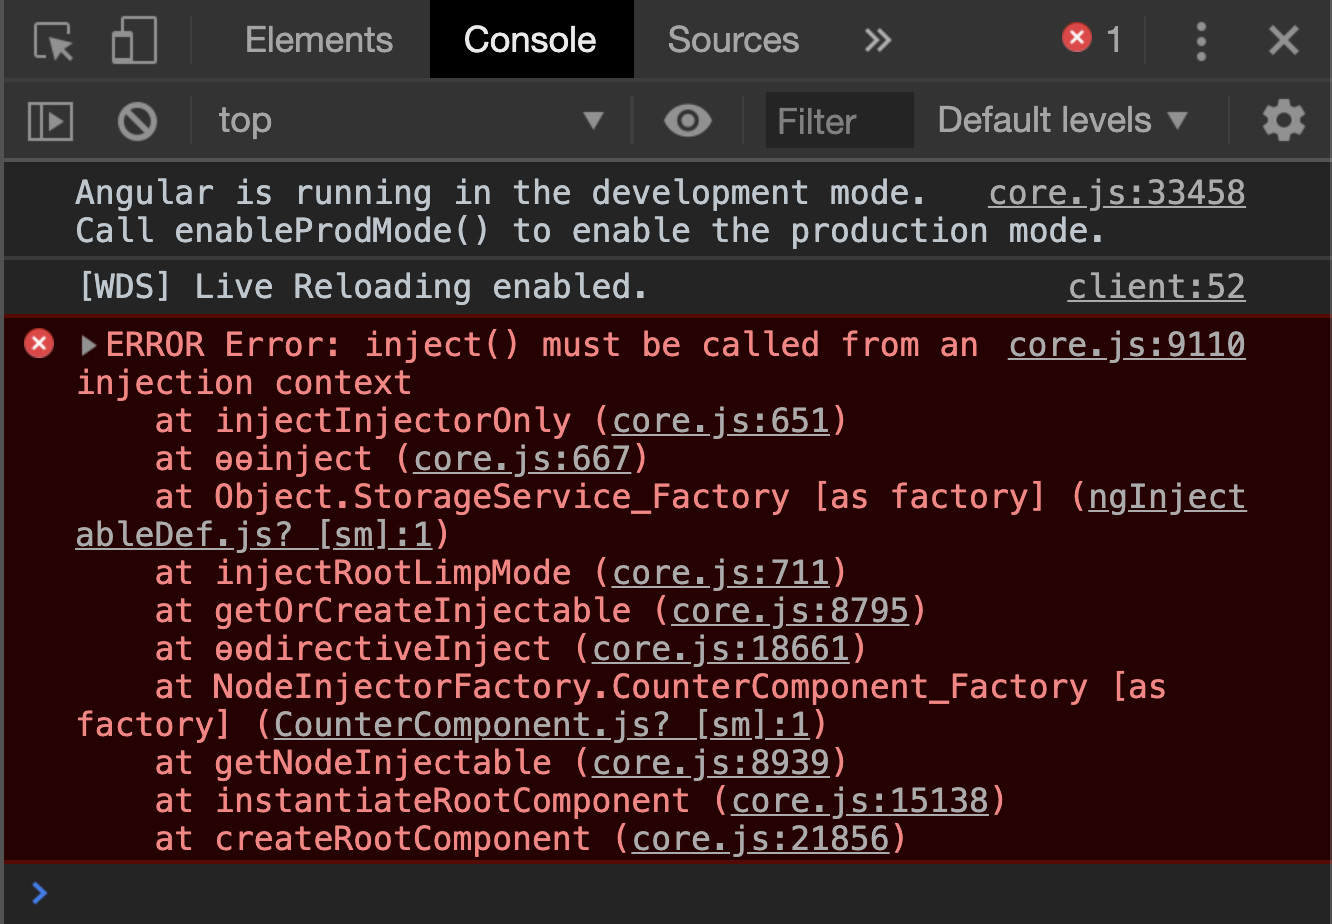 Elements Console Sources » 1
top Filter Default levels
Angular is running in the development mode. core.js:33458
Call enableProdMode() to enable the production mode.
[WDS] Live Reloading enabled. client:52
ERROR Error: inject() must be called from an core.js:9110
injection context
at injectInjectorOnly (core.js:651)
at ɵɵinject (core.js:667)
at Object.StorageService_Factory [as factory] (ngInject
ableDef.js? [sm]:1)
at injectRootLimpMode (core.js:711)
at getOrCreateInjectable (core.js:8795)
at ɵɵdirectiveInject (core.js:18661)
at NodeInjectorFactory.CounterComponent_Factory [as
factory] (CounterComponent.js? [sm]:1)
at getNodeInjectable (core.js:8939)
at instantiateRootComponent (core.js:15138)
at createRootComponent (core.js:21856)